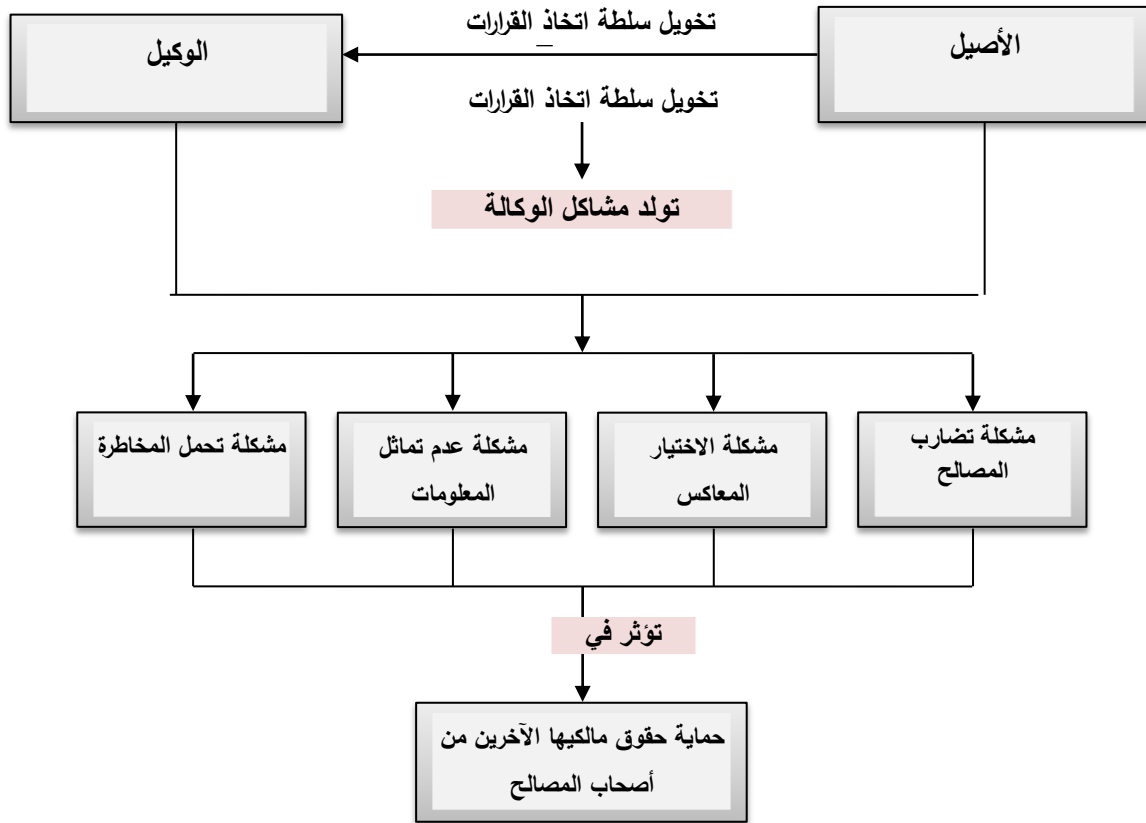 تخويل سلطة اتخاذ القرارات
الأصيل
الوكيل
تخويل سلطة اتخاذ القرارات
تولد مشاكل الوكالة
مشكلة تضارب
المصالح
مشكلة الاختيار
المعاكس
مشكلة عدم تماثل
المعلومات
مشكلة تحمل المخاطرة
تؤثر في
حماية حقوق مالكيها الآخرين من
أصحاب المصالح